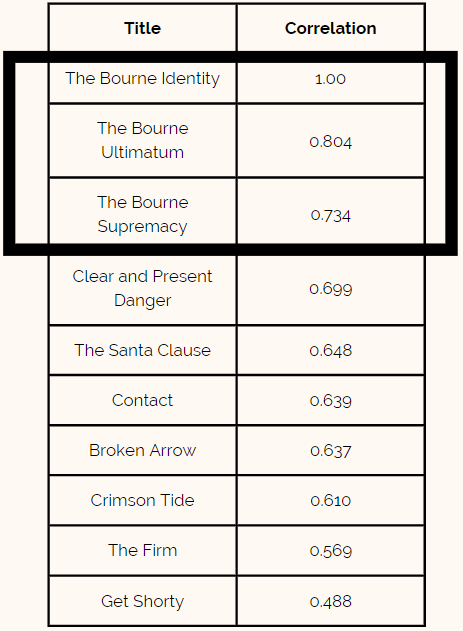 Title Correlation
The Bourne Identity 1.00
The Bourne
Ultimatum 0.804
The Bourne
Supremacy 0.734
Clear and Present
Danger 0.699
The Santa Clause 0.648
Contact 0.639
Broken Arrow 0.637
Crimson Tide 0.610
The Firm 0.569
Get Shorty 0.488